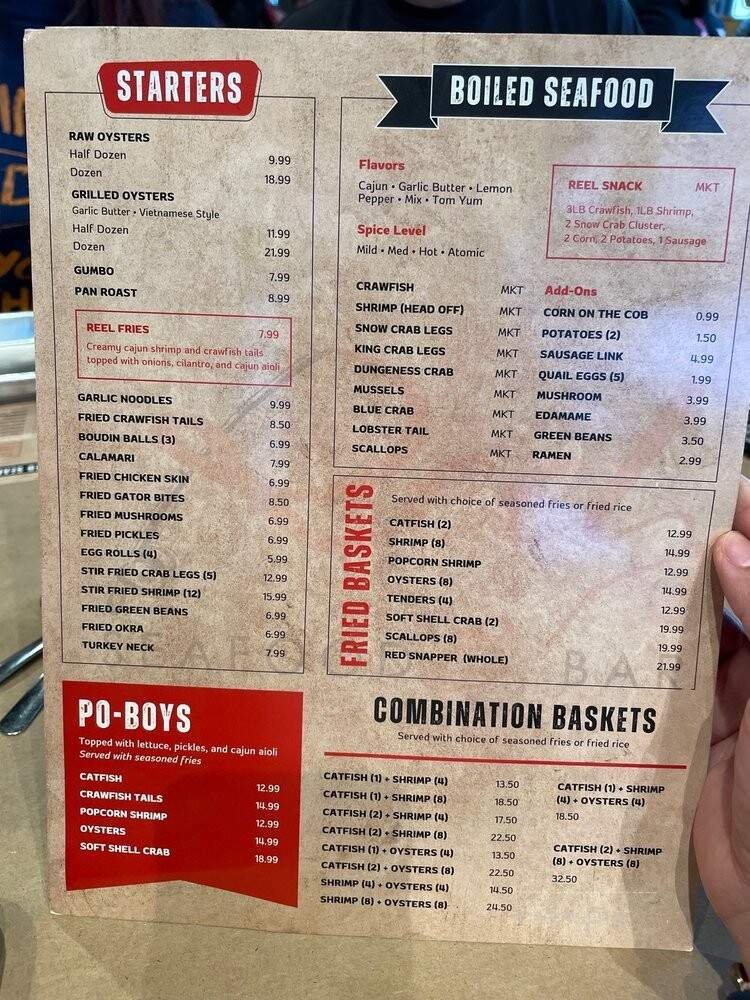 STARTERS
RAW OYSTERS
Half Dozen 9.99
Dozen 18.99
GRILLED OYSTERS
Garlic Butter • Vietnamese Style
Half Dozen 11.99
Dozen 21.99
GUMBO 7.99
PAN ROAST 8.99
REEL FRIES 7.99
Creamy cajun shrimp and crawfish tails
topped with onions, cilantro, and cajun aioli
GARLIC NOODLES 9.99
FRIED CRAWFISH TAILS 8.50
BOUDIN BALLS (3) 6.99
CALAMARI 7.99
FRIED CHICKEN SKIN 6.99
FRIED GATOR BITES 8.50
FRIED MUSHROOMS 6.99
FRIED PICKLES 6.99
EGG ROLLS (4) 5.99
STIR FRIED CRAB LEGS (5) 12.99
STIR FRIED SHRIMP (12) 15.99
FRIED GREEN BEANS 6.99
FRIED OKRA 6.99
TURKEY NECK 7.99
BOILED SEAFOOD
Flavors
Cajun • Garlic Butter • Lemon
Pepper • Mix • Tom Yum
Spice Level
Mild • Med • Hot • Atomic
REEL SNACK MKT
3LB Crawfish, 1LB Shrimp,
2 Snow Crab Cluster,
2 Corn, 2 Potatoes, 1 Sausage
CRAWFISH MKT
SHRIMP (HEAD OFF) MKT
SNOW CRAB LEGS MKT
KING CRAB LEGS MKT
DUNGENESS CRAB MKT
MUSSELS MKT
BLUE CRAB MKT
LOBSTER TAIL MKT
SCALLOPS MKT
Add-Ons
CORN ON THE COB 0.99
POTATOES (2) 1.50
SAUSAGE LINK 4.99
QUAIL EGGS (5) 1.99
MUSHROOM 3.99
EDAMAME 3.99
GREEN BEANS 3.50
RAMEN 2.99
FRIED BASKETS
Served with choice of seasoned fries or fried rice
CATFISH (2) 12.99
SHRIMP (8) 14.99
POPCORN SHRIMP 12.99
OYSTERS (8) 14.99
TENDERS (4) 12.99
SOFT SHELL CRAB (2) 19.99
SCALLOPS (8) 19.99
RED SNAPPER (WHOLE) 21.99
PO-BOYS
Topped with lettuce, pickles, and cajun aioli
Served with seasoned fries
CATFISH 12.99
CRAWFISH TAILS 14.99
POPCORN SHRIMP 12.99
OYSTERS 14.99
SOFT SHELL CRAB 18.99
COMBINATION BASKETS
Served with choice of seasoned fries or fried rice
CATFISH (1) + SHRIMP (4) 13.50
CATFISH (1) + SHRIMP (8) 18.50
CATFISH (2) + SHRIMP (4) 17.50
CATFISH (2) + SHRIMP (8) 22.50
CATFISH (1) + OYSTERS (4) 13.50
CATFISH (2) + OYSTERS (8) 22.50
SHRIMP (4) + OYSTERS (4) 14.50
SHRIMP (8) + OYSTERS (8) 24.50
CATFISH (1) + SHRIMP
(4) + OYSTERS (4)
18.50
CATFISH (2) + SHRIMP
(8) + OYSTERS (8)
32.50